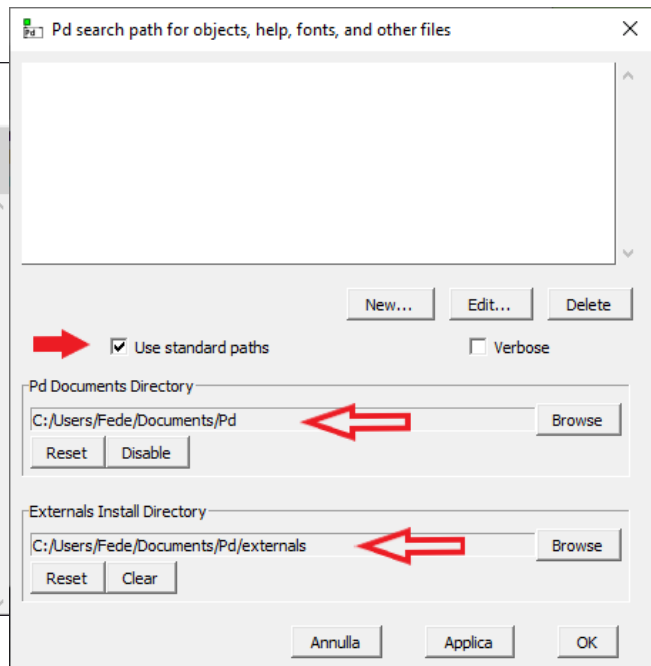 Pd
Pd search path for objects, help, fonts, and other files
New... Edit... Delete
Use standard paths Verbose
Pd Documents Directory
C:/Users/Fede/Documents/Pd Browse
Reset Disable
Externals Install Directory
C:/Users/Fede/Documents/Pd/externals Browse
Reset Clear
Annulla Applica OK